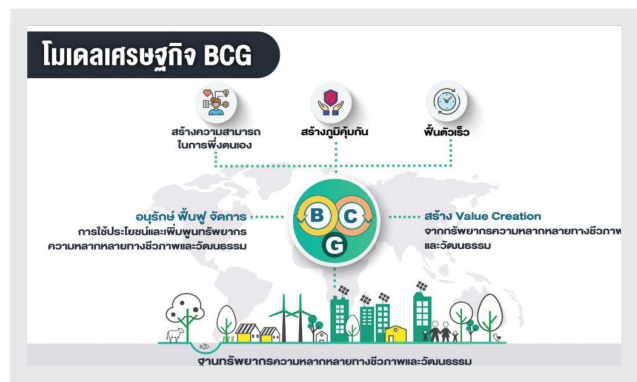 โมเดลเศรษฐกิจ BCG
สร้างความสามารถ
ในการพึ่งตนเอง
สร้างภูมิคุ้มกัน
ฟื้นตัวเร็ว
B C
G
อนุรักษ์ ฟื้นฟู จัดการ
การใช้ประโยชน์และเพิ่มพูนทรัพยากร
ความหลากหลายทางชีวภาพและวัฒนธรรม
สร้าง Value Creation
จากทรัพยากรความหลากหลายทางชีวภาพ
และวัฒนธรรม
ฐานทรัพยากรความหลากหลายทางชีวภาพและวัฒนธรรม